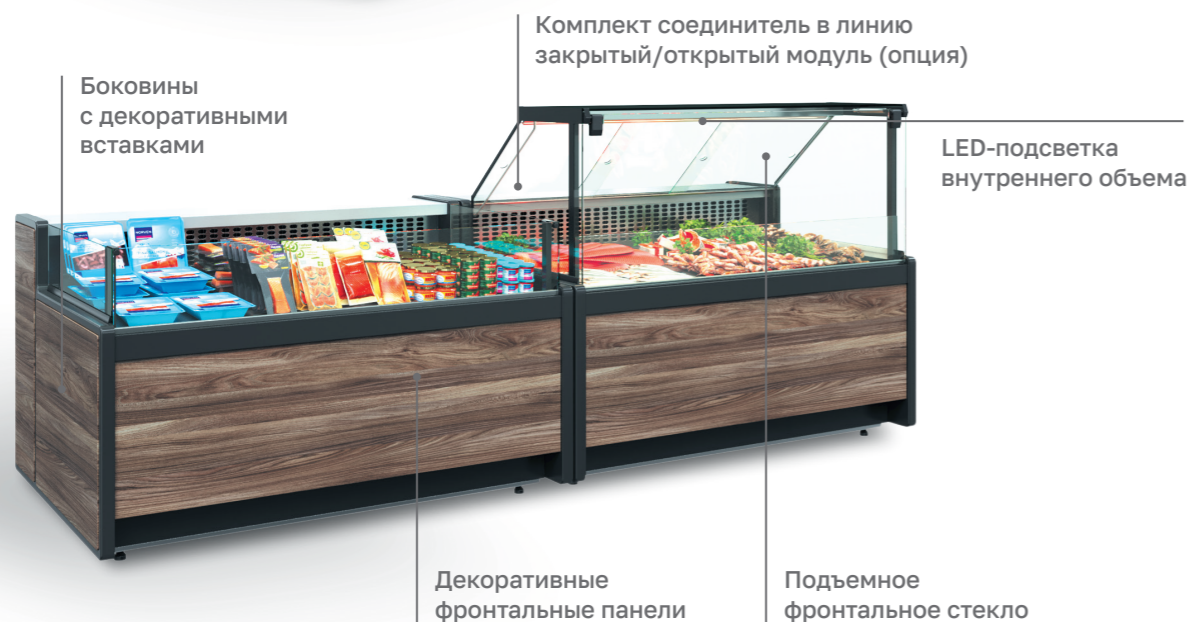 Комплект соединитель в линию
закрытый/открытый модуль (опция)
Боковины
с декоративными
вставками
LED-подсветка
внутреннего объема
Декоративные
фронтальные панели
Подъемное
фронтальное стекло